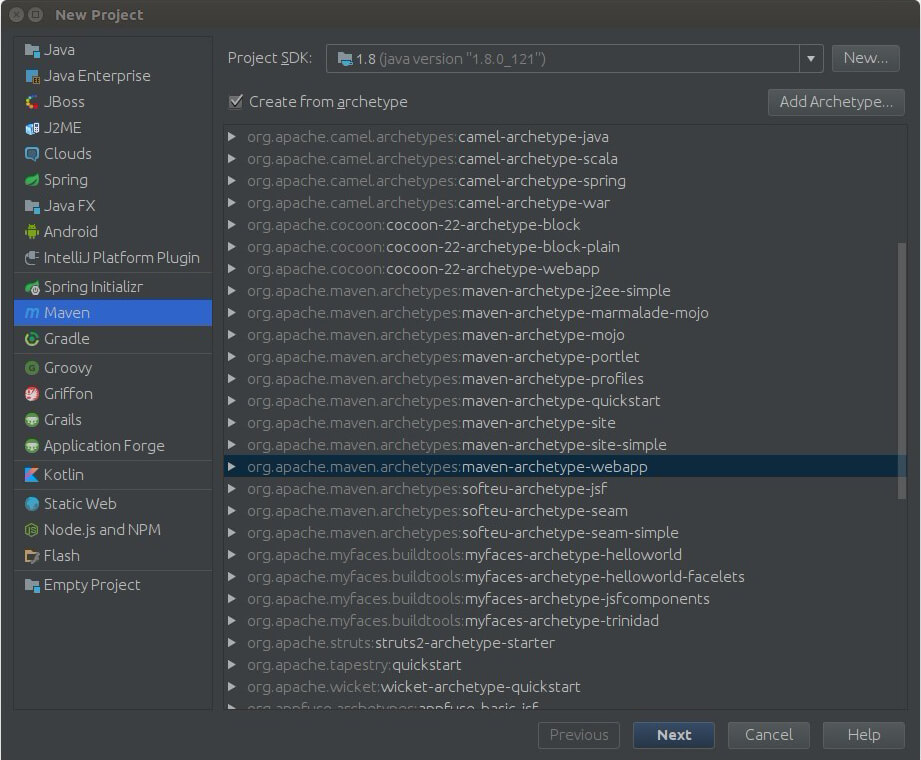 New Project
Java
Java Enterprise
JBoss
J2ME
Clouds
Spring
Java FX
Android
IntelliJ Platform Plugin
Spring Initializr
Maven
Gradle
Groovy
Griffon
Grails
Application Forge
Kotlin
Static Web
Node.js and NPM
Flash
Empty Project
Project SDK: 1.8 (java version "1.8.0_121") New...
Create from archetype Add Archetype...
org.apache.camel.archetypes:camel-archetype-java
org.apache.camel.archetypes:camel-archetype-scala
org.apache.camel.archetypes:camel-archetype-spring
org.apache.camel.archetypes:camel-archetype-war
org.apache.cocoon:cocoon-22-archetype-block
org.apache.cocoon:cocoon-22-archetype-block-plain
org.apache.cocoon:cocoon-22-archetype-webapp
org.apache.maven.archetypes:maven-archetype-j2ee-simple
org.apache.maven.archetypes:maven-archetype-marmalade-mojo
org.apache.maven.archetypes:maven-archetype-mojo
org.apache.maven.archetypes:maven-archetype-portlet
org.apache.maven.archetypes:maven-archetype-profiles
org.apache.maven.archetypes:maven-archetype-quickstart
org.apache.maven.archetypes:maven-archetype-site
org.apache.maven.archetypes:maven-archetype-site-simple
org.apache.maven.archetypes:maven-archetype-webapp
org.apache.maven.archetypes:softeu-archetype-jsf
org.apache.maven.archetypes:softeu-archetype-seam
org.apache.maven.archetypes:softeu-archetype-seam-simple
org.apache.myfaces.buildtools:myfaces-archetype-helloworld
org.apache.myfaces.buildtools:myfaces-archetype-helloworld-facelets
org.apache.myfaces.buildtools:myfaces-archetype-jsfcomponents
org.apache.myfaces.buildtools:myfaces-archetype-trinidad
org.apache.struts:struts2-archetype-starter
org.apache.tapestry:quickstart
org.apache.wicket:wicket-archetype-quickstart
org.appfuse.archetypes:appfuse-basic-jsf
Previous Next Cancel Help